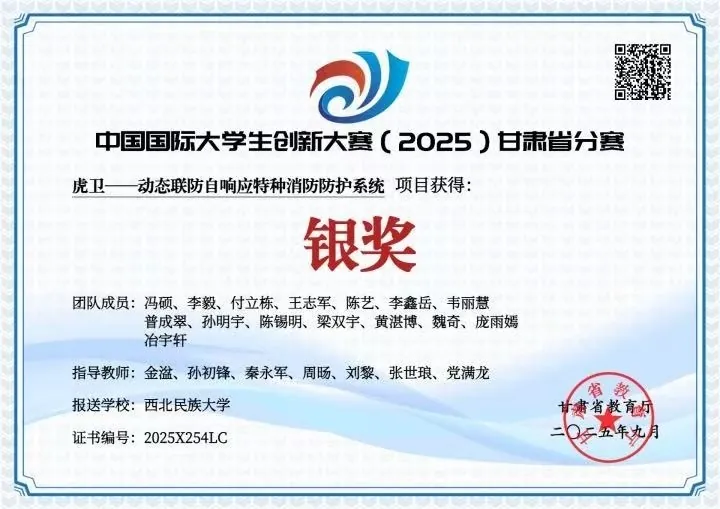 中国国际大学生创新大赛（2025）甘肃省分赛
虎卫——动态联防自响应特种消防防护系统 项目获得：
银奖
团队成员：冯硕、李毅、付立栋、王志军、陈艺、李鑫岳、韦丽慧
普成翠、孙明宇、陈锡明、梁双宇、黄湛博、魏奇、庞雨嫣
冶宇轩
指导教师：金溢、孙初锋、秦永军、周旸、刘黎、张世琅、党满龙
报送学校：西北民族大学
证书编号：2025X254LC
甘肃省教育厅
二〇二五年九月
甘肃省教育厅